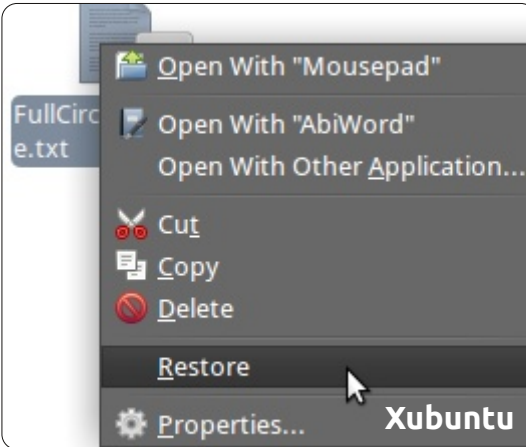 FullCirc
e.txt
Open With "Mousepad"
Open With "AbiWord"
Open With Other Application...
Cut
Copy
Delete
Restore
Properties...
Xubuntu